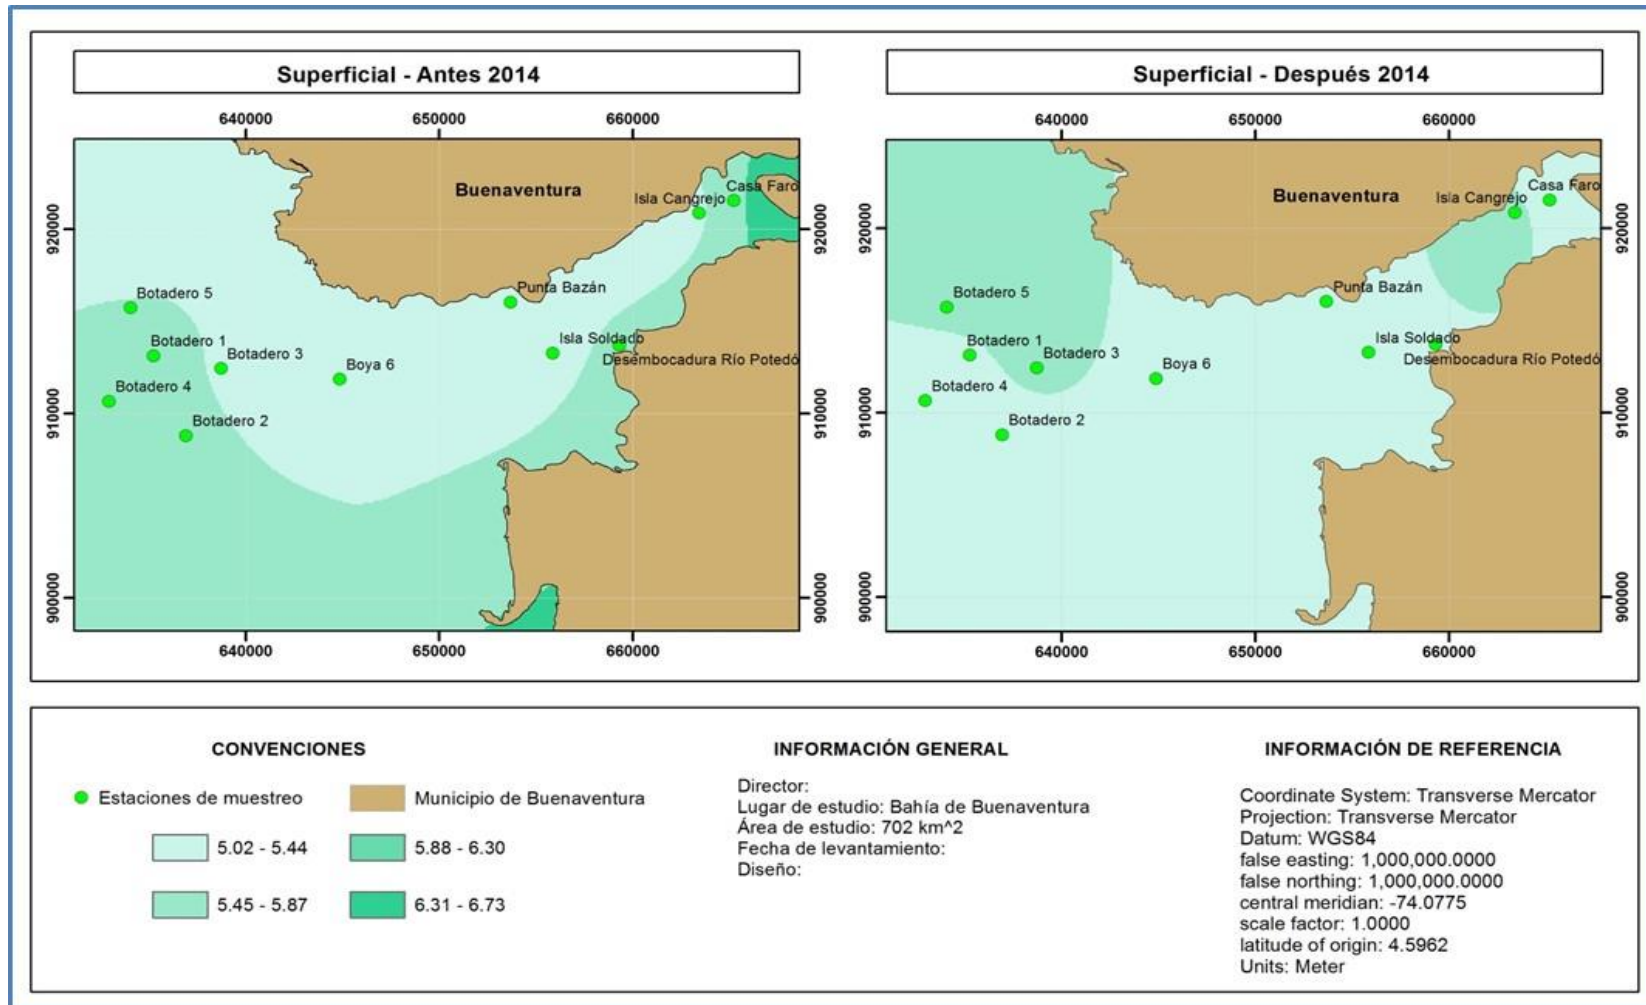 Superficial - Antes 2014
640000
650000
660000
920000
910000
900000
Buenaventura
Casa Faro
Isla Cangrejo
Botadero 5
Punta Bazán
Botadero 1
Botadero 3
Boya 6
Isla Soldado
Desembocadura Río Potedó
Botadero 4
Botadero 2
920000
910000
900000
640000
650000
660000
Superficial - Después 2014
640000
650000
660000
920000
910000
900000
Buenaventura
Casa Faro
Isla Cangrejo
Botadero 5
Punta Bazán
Botadero 1
Botadero 3
Boya 6
Isla Soldado
Desembocadura Río Potedó
Botadero 4
Botadero 2
920000
910000
900000
640000
650000
660000
CONVENCIONES
Estaciones de muestreo
Municipio de Buenaventura
5.02 - 5.44
5.88 - 6.30
5.45 - 5.87
6.31 - 6.73
INFORMACIÓN GENERAL
Director:
Lugar de estudio: Bahía de Buenaventura
Área de estudio: 702 km^2
Fecha de levantamiento:
Diseño:
INFORMACIÓN DE REFERENCIA
Coordinate System: Transverse Mercator
Projection: Transverse Mercator
Datum: WGS84
false easting: 1,000,000.0000
false northing: 1,000,000.0000
central meridian: -74.0775
scale factor: 1.0000
latitude of origin: 4.5962
Units: Meter